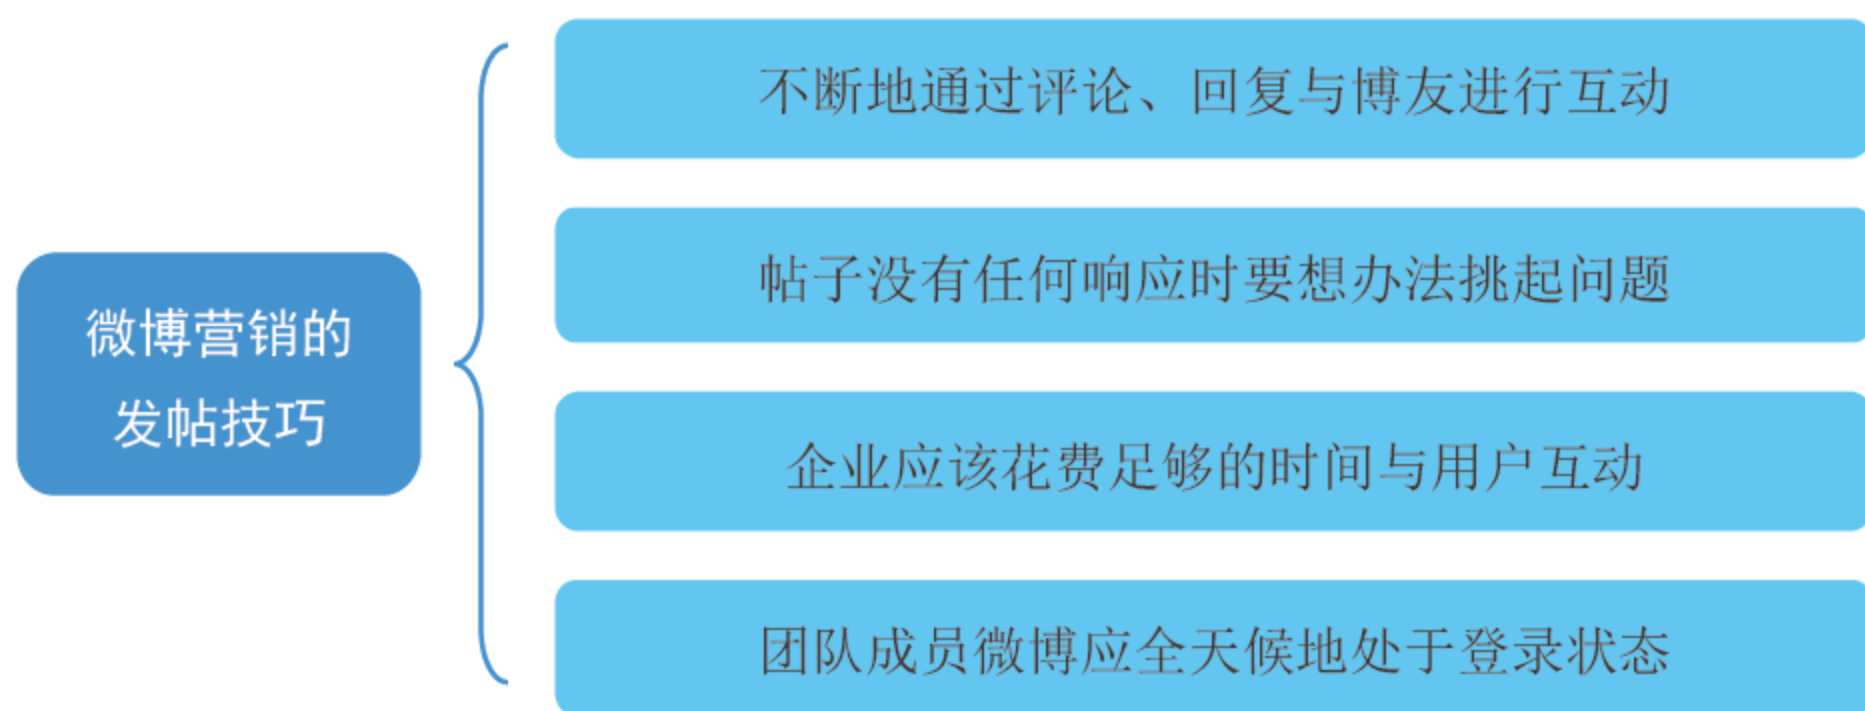 微博营销的
发帖技巧
不断地通过评论、回复与博友进行互动
帖子没有任何响应时要想办法挑起问题
企业应该花费足够的时间与用户互动
团队成员微博应全天候地处于登录状态